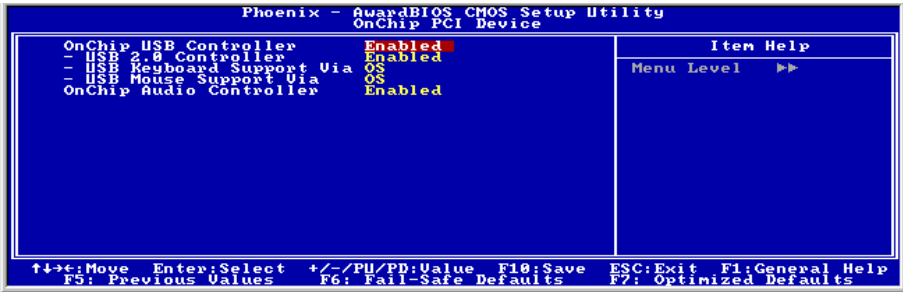 Phoenix - AwardBIOS CMOS Setup Utility
OnChip PCI Device
OnChip USB Controller Enabled
- USB 2.0 Controller Enabled
- USB Keyboard Support Via OS
- USB Mouse Support Via OS
OnChip Audio Controller Enabled
Item Help
Menu Level ▶▶
↑↓→←:Move Enter:Select +/-/PU/PD:Value F10:Save ESC:Exit F1:General Help
F5: Previous Values F6: Fail-Safe Defaults F7: Optimized Defaults